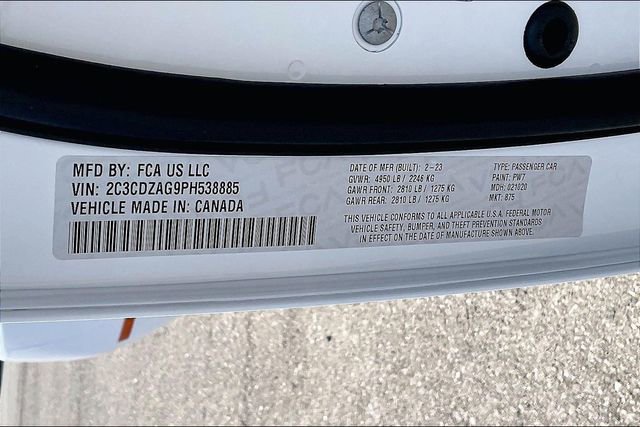 MFD BY: FCA US LLC
VIN: 2C3CDZAG9PH538885
VEHICLE MADE IN: CANADA
DATE OF MFR (BUILT): 2-23
GVWR: 4950 LB / 2246 KG
GAWR FRONT: 2810 LB / 1275 KG
GAWR REAR: 2810 LB / 1275 KG
TYPE: PASSENGER CAR
PAINT: PW7
MDH: 021020
MKT: 875
THIS VEHICLE CONFORMS TO ALL APPLICABLE U.S.A. FEDERAL MOTOR
VEHICLE SAFETY, BUMPER, AND THEFT PREVENTION STANDARDS
IN EFFECT ON THE DATE OF MANUFACTURE SHOWN ABOVE.